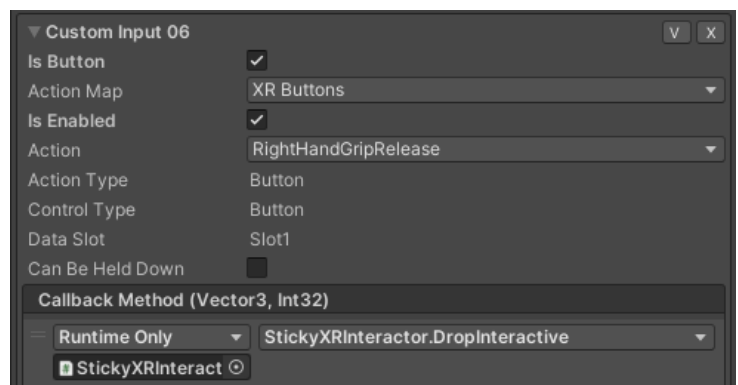 Custom Input 06 V X
Is Button
Action Map XR Buttons
Is Enabled
Action RightHandGripRelease
Action Type Button
Control Type Button
Data Slot Slot1
Can Be Held Down
Callback Method (Vector3, Int32)
Runtime Only StickyXRInteractor.DropInteractive
StickyXRInteract